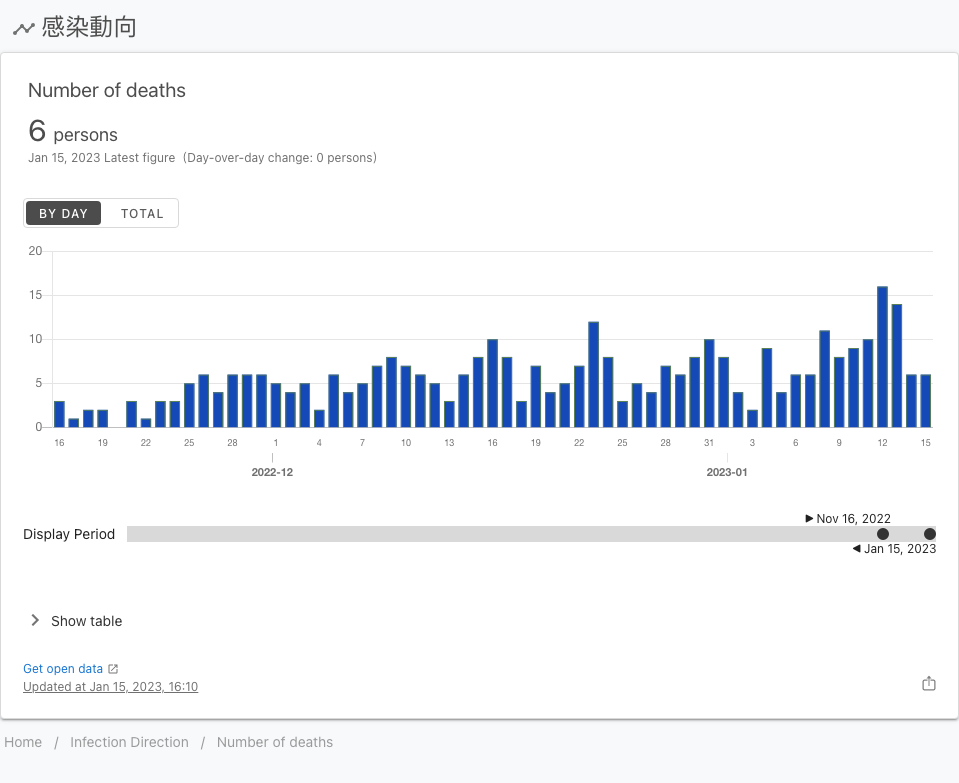 感染動向
Number of deaths
6 persons
Jan 15, 2023 Latest figure (Day-over-day change: 0 persons)
BY DAY TOTAL
20
15
10
5
0
16 19 22 25 28 1 4 7 10 13 16 19 22 25 28 31 3 6 9 12 15
2022-12 2023-01
Nov 16, 2022
Display Period
Jan 15, 2023
Show table
Get open data
Updated at Jan 15, 2023, 16:10
Home / Infection Direction / Number of deaths